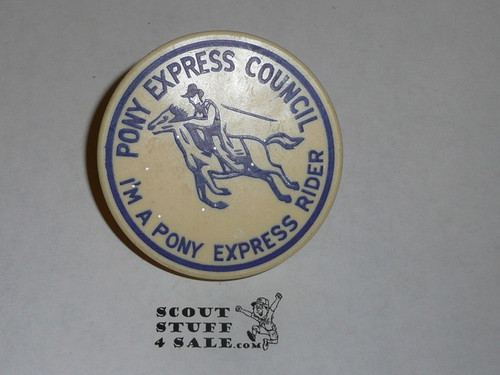 PONY EXPRESS COUNCIL
I'M A PONY EXPRESS RIDER
SCOUT
STUFF
4 SALE.com